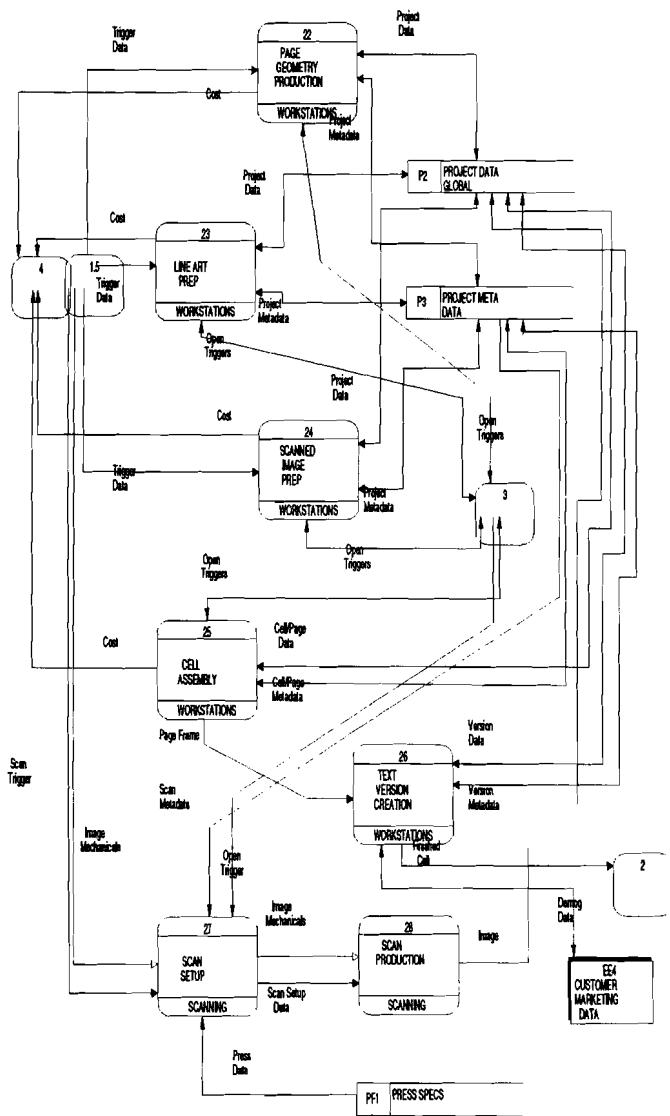 Trigger
Data
22
PAGE
GEOMETRY
PRODUCTION
WORKSTATIONS
Project
Data
Cost
Project
Metadata
P2
PROJECT DATA
GLOBAL
Project
Data
Cost
23
LINE ART
PREP
WORKSTATIONS
4
1.5
Trigger
Data
Project
Metadata
P3
PROJECT META
DATA
Open
Triggers
Project
Data
Cost
24
SCANNED
IMAGE
PREP
WORKSTATIONS
Trigger
Data
Project
Metadata
Open
Triggers
3
Open
Triggers
Open
Triggers
25
CELL
ASSEMBLY
WORKSTATIONS
Cost
Cell/Page
Data
Cell/Page
Metadata
Page Frame
Version
Data
26
TEXT
VERSION
CREATION
WORKSTATIONS
Version
Metadata
Scan
Trigger
Scan
Metadata
Image
Mechanicals
Open
Trigger
Finished
Cell
2
Image
Mechanicals
27
SCAN
SETUP
SCANNING
28
SCAN
PRODUCTION
SCANNING
Image
Demog
Data
Scan Setup
Data
EE4
CUSTOMER
MARKETING
DATA
Press
Data
PF1
PRESS SPECS